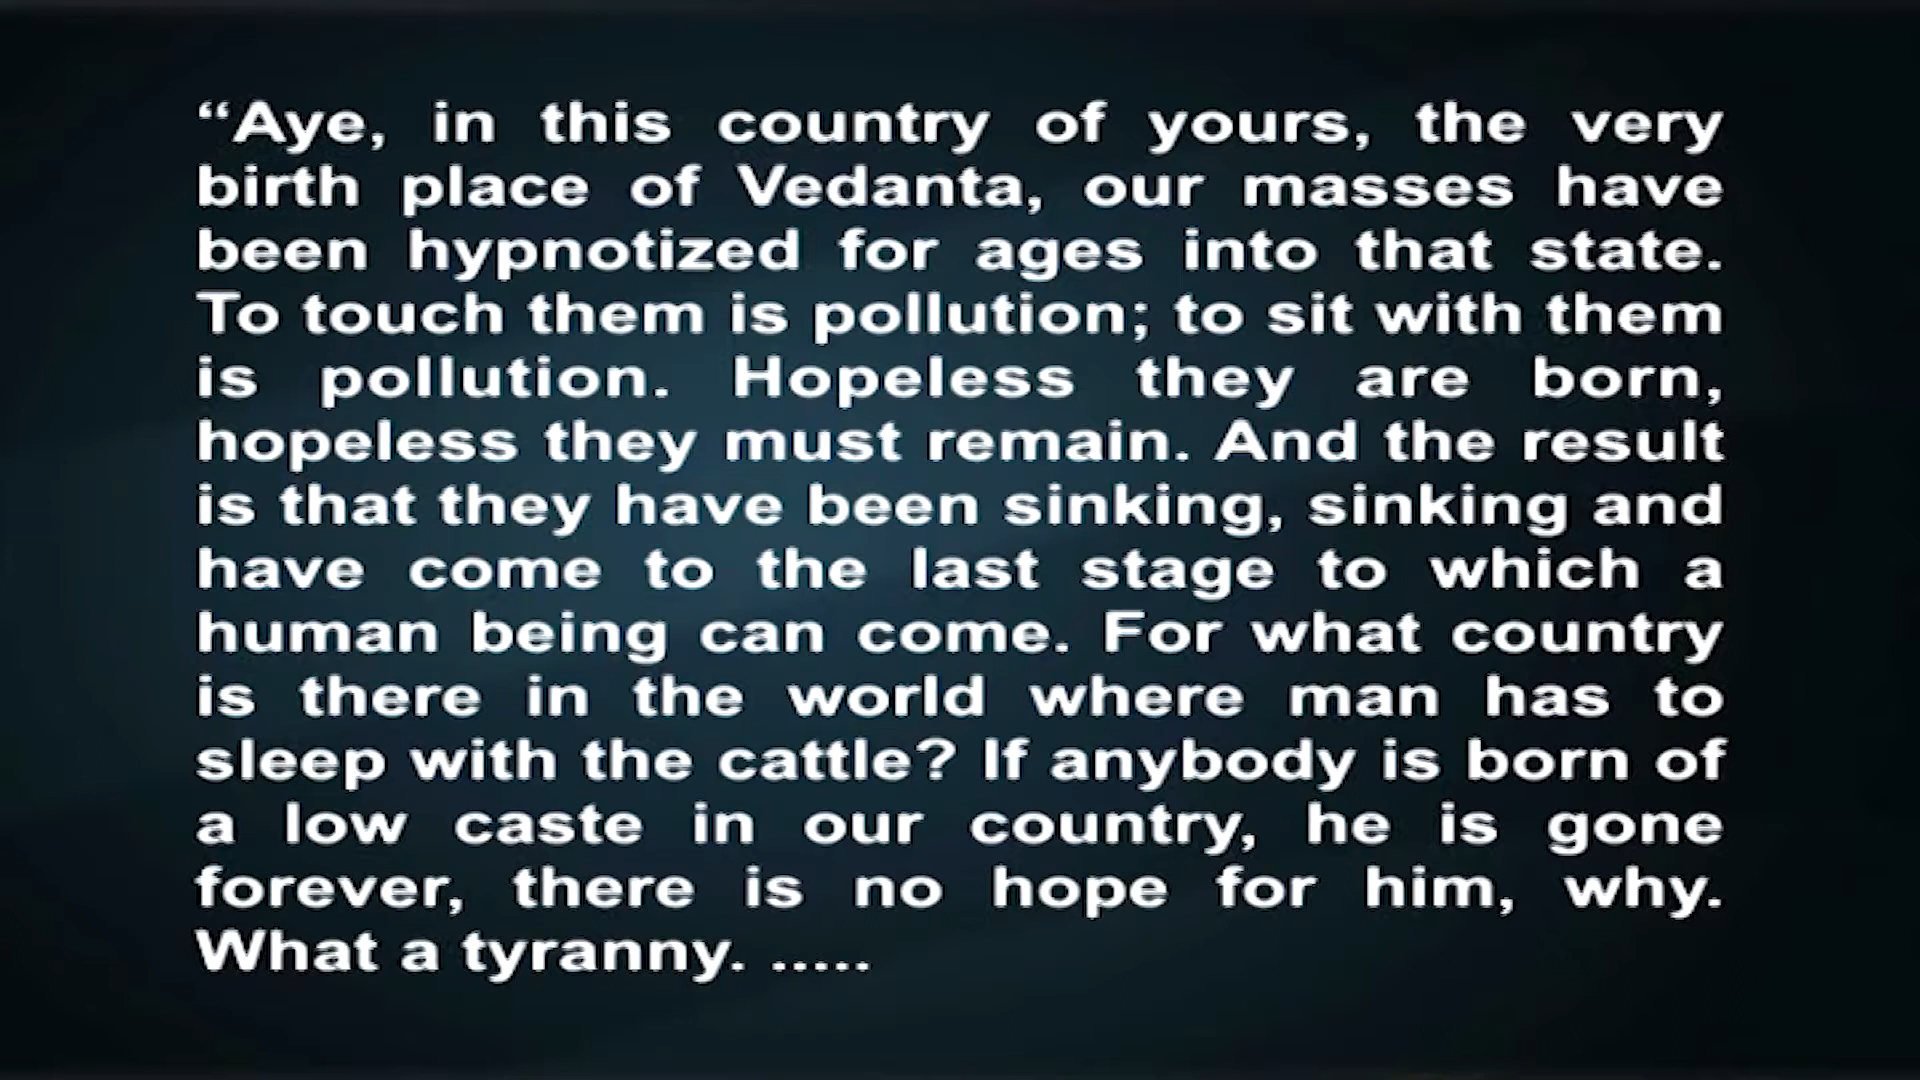 “Aye, in this country of yours, the very
birth place of Vedanta, our masses have
been hypnotized for ages into that state.
To touch them is pollution; to sit with them
is pollution. Hopeless they are born,
hopeless they must remain. And the result
is that they have been sinking, sinking and
have come to the last stage to which a
human being can come. For what country
is there in the world where man has to
sleep with the cattle? If anybody is born of
a low caste in our country, he is gone
forever, there is no hope for him, why.
What a tyranny. .....